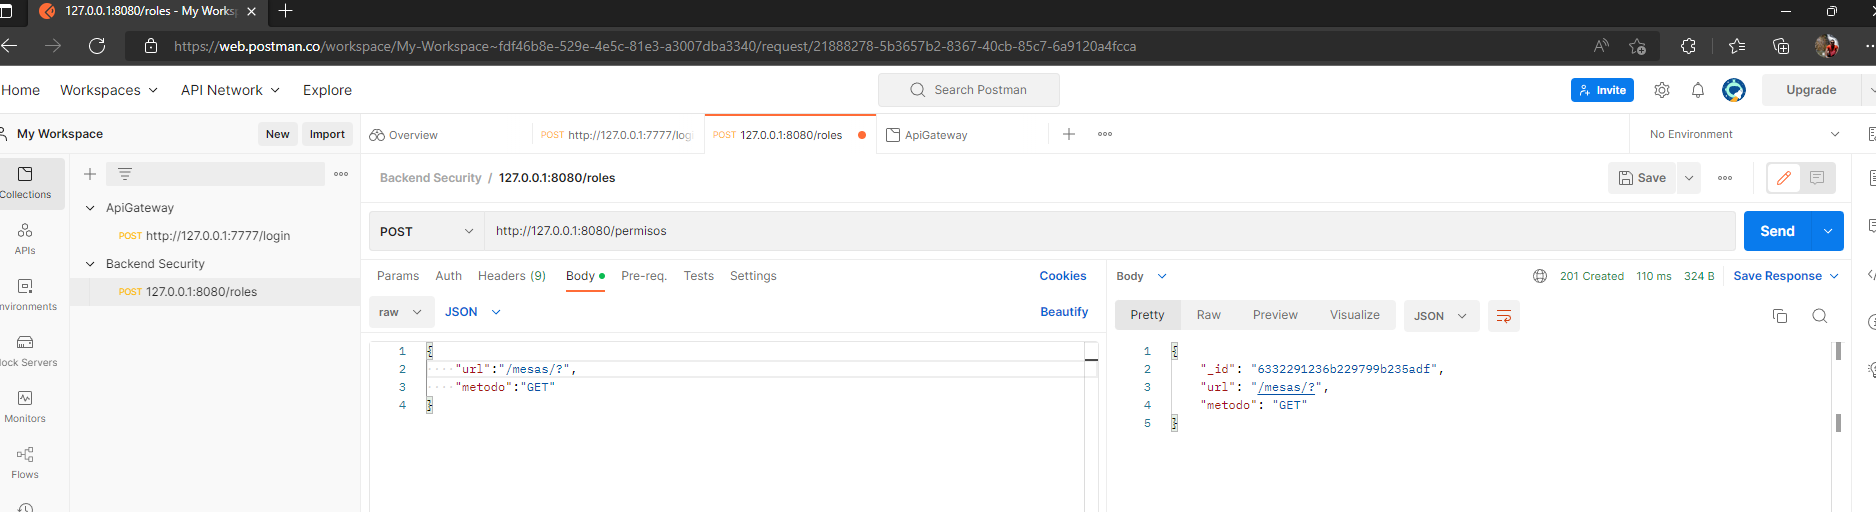 127.0.0.1:8080/roles - My Works
https://web.postman.co/workspace/My-Workspace~fdf46b8e-529e-4e5c-81e3-a3007dba3340/request/21888278-5b3657b2-8367-40cb-85c7-6a9120a4fcca
Home Workspaces API Network Explore Search Postman Invite Upgrade
My Workspace New Import Overview POST http://127.0.0.1:7777/logi POST 127.0.0.1:8080/roles ApiGateway No Environment
Collections
APIs
nvironments
lock Servers
Monitors
Flows
ApiGateway
POST http://127.0.0.1:7777/login
Backend Security
POST 127.0.0.1:8080/roles
Backend Security / 127.0.0.1:8080/roles Save
POST http://127.0.0.1:8080/permisos Send
Params Auth Headers (9) Body Pre-req. Tests Settings Cookies
raw JSON Beautify
1 {
2 "url":"/mesas/?",
3 "metodo":"GET"
4 }
Body 201 Created 110 ms 324 B Save Response
Pretty Raw Preview Visualize JSON
1 {
2 "_id": "6332291236b229799b235adf",
3 "url": "/mesas/?",
4 "metodo": "GET"
5 }